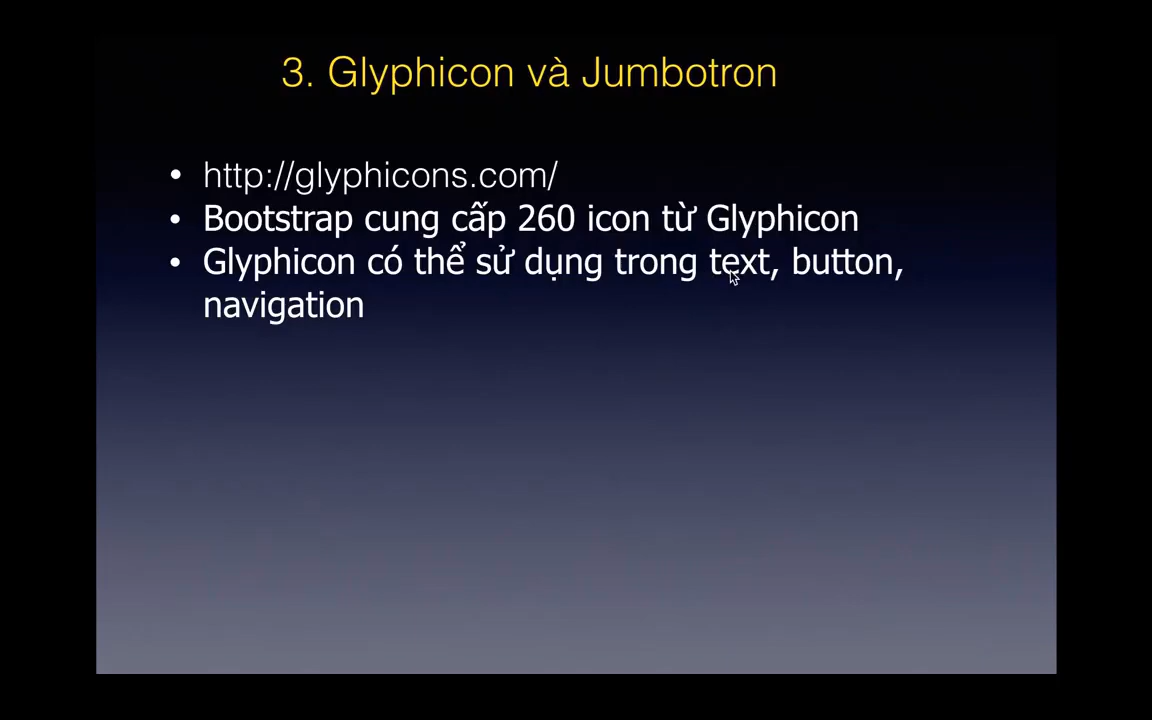 3. Glyphicon và Jumbotron
• http://glyphicons.com/
• Bootstrap cung cấp 260 icon từ Glyphicon
• Glyphicon có thể sử dụng trong text, button,
navigation